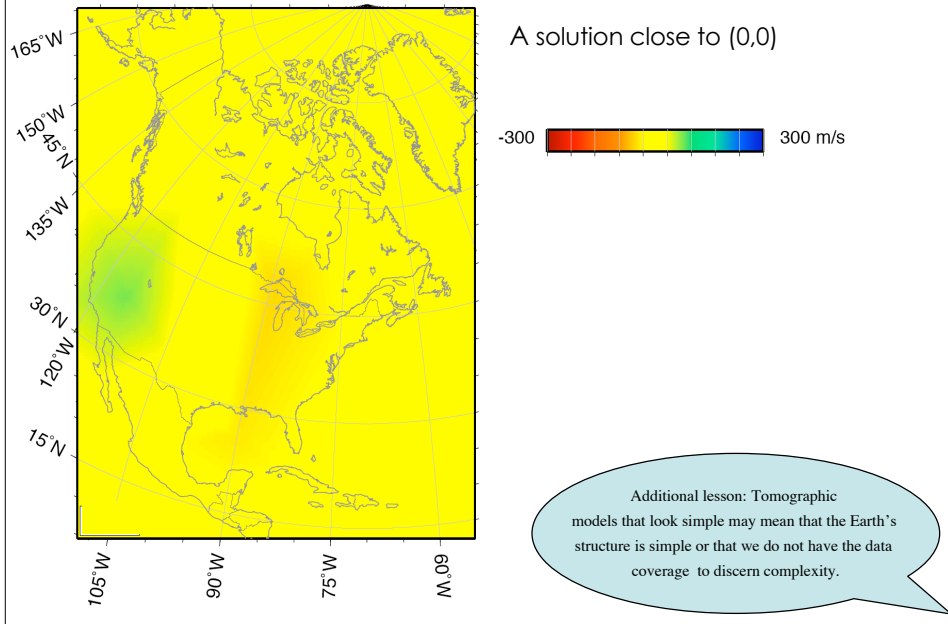 A solution close to (0,0)
-300 300 m/s
165°W
150°W
45°N
135°W
30°N
120°W
15°N
105°W 90°W 75°W 60°W
Additional lesson: Tomographic
models that look simple may mean that the Earth's
structure is simple or that we do not have the data
coverage to discern complexity.